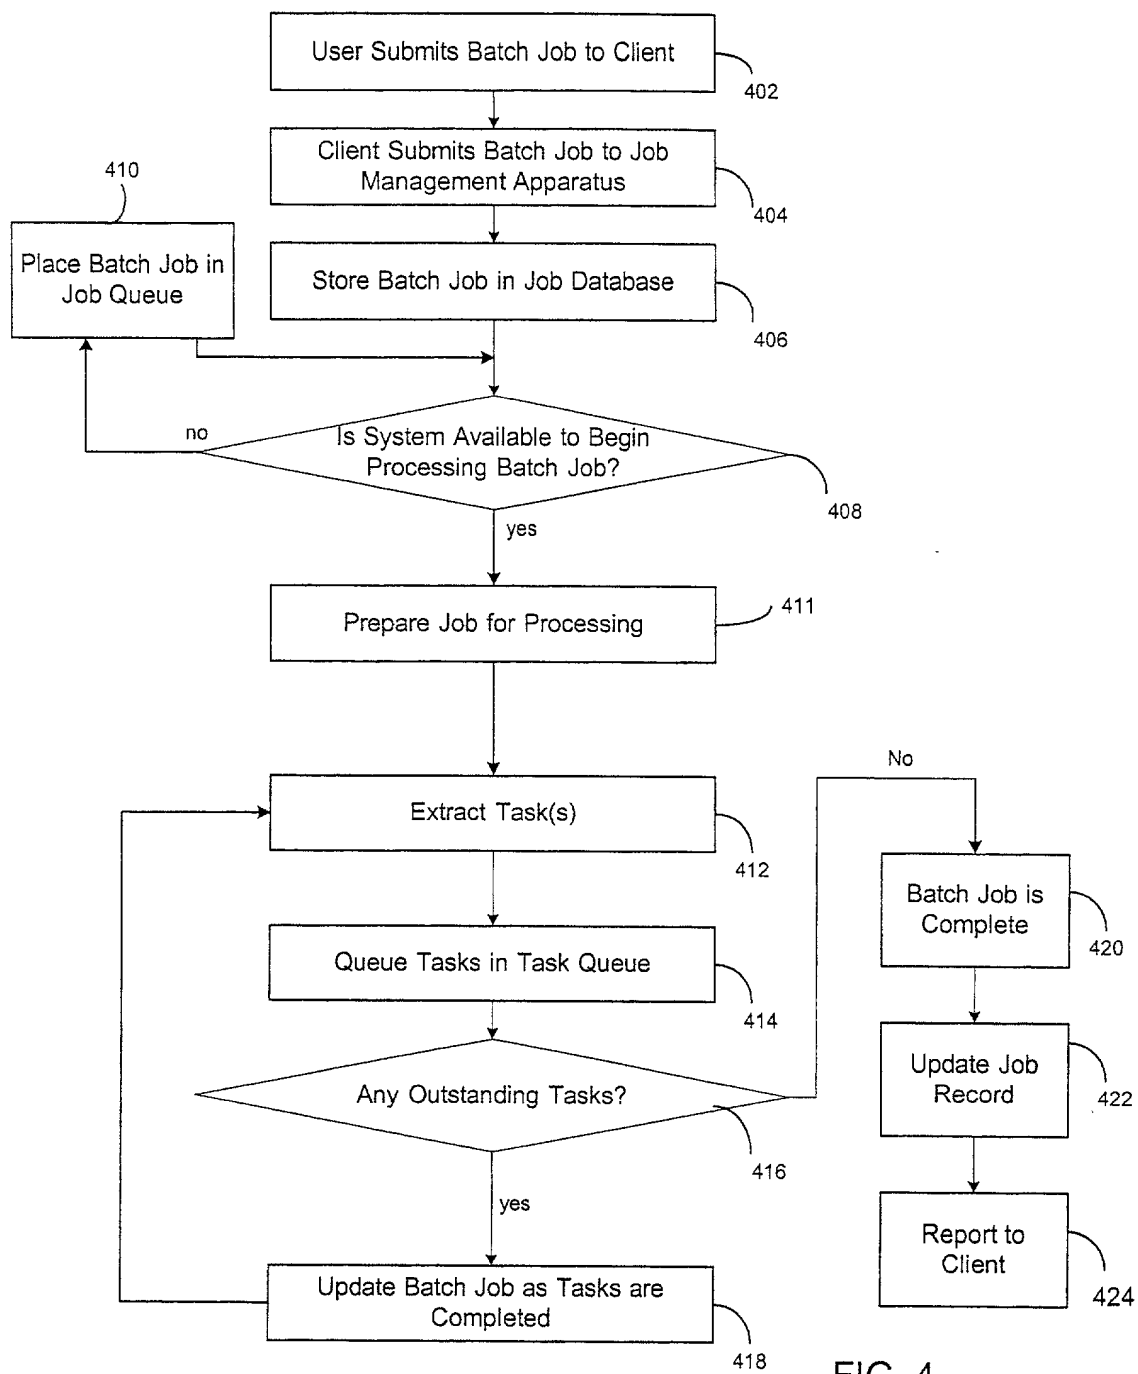 User Submits Batch Job to Client
402
Client Submits Batch Job to Job
Management Apparatus
404
410
Place Batch Job in
Job Queue
Store Batch Job in Job Database
406
no
Is System Available to Begin
Processing Batch Job?
408
yes
Prepare Job for Processing
411
No
Extract Task(s)
412
Batch Job is
Complete
420
Queue Tasks in Task Queue
414
Update Job
Record
422
Any Outstanding Tasks?
416
yes
Report to
Client
424
Update Batch Job as Tasks are
Completed
418
FIG. 4